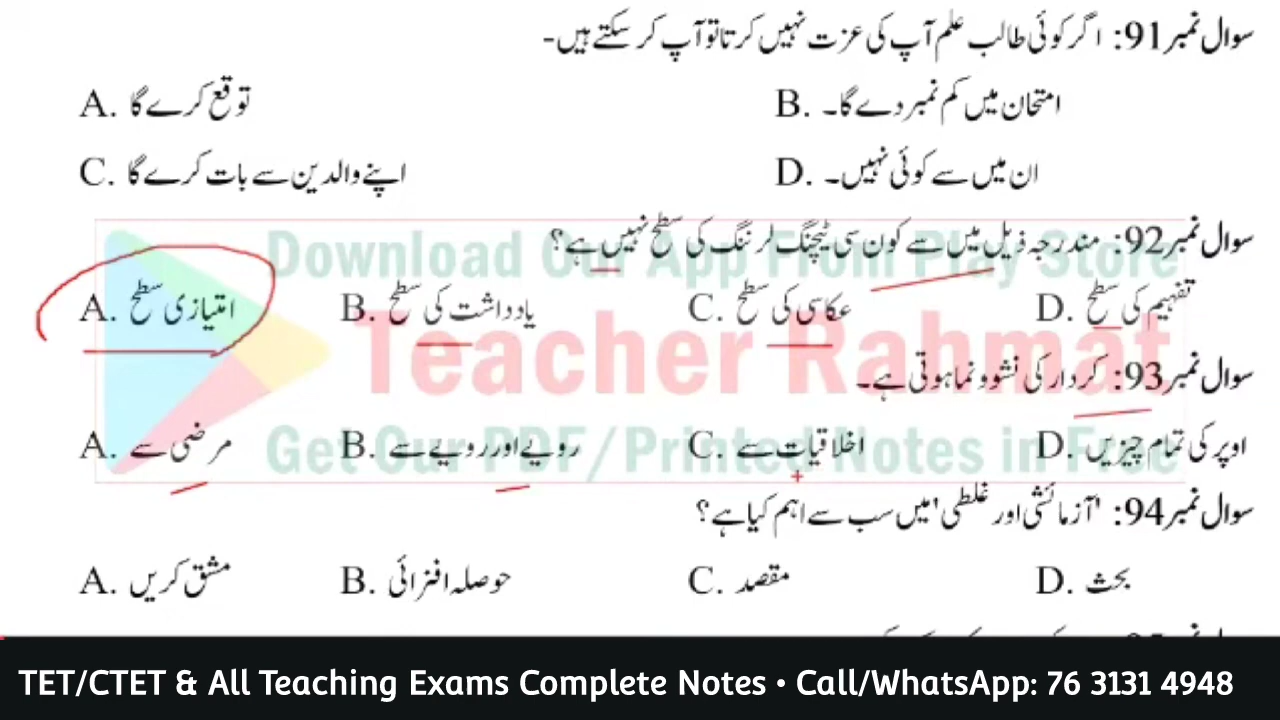 سوال نمبر91: اگر کوئی طالب علم آپ کی عزت نہیں کرتا تو آپ کر سکتے ہیں-
A. توقع کرے گا B. امتحان میں کم نمبر دے گا۔
C. اپنے والدین سے بات کرے گا D. ان میں سے کوئی نہیں۔
سوال نمبر92: مندرجہ ذیل میں سے کون سی ٹیچنگ لرننگ کی سطح نہیں ہے؟
Download Our App From Play Store
A. امتیازی سطح B. یادداشت کی سطح C. عکاسی کی سطح D. تفہیم کی سطح
Teacher Rahmat
سوال نمبر93: کردار کی نشوونما ہوتی ہے۔
A. مرضی سے B. رویے اور رویے سے C. اخلاقیات سے D. اوپر کی تمام چیزیں
Get Our PDF/Printed Notes in Free
سوال نمبر94: 'آزمائشی اور غلطی' میں سب سے اہم کیا ہے؟
A. مشق کریں B. حوصلہ افزائی C. مقصد D. بحث
TET/CTET & All Teaching Exams Complete Notes • Call/WhatsApp: 76 3131 4948